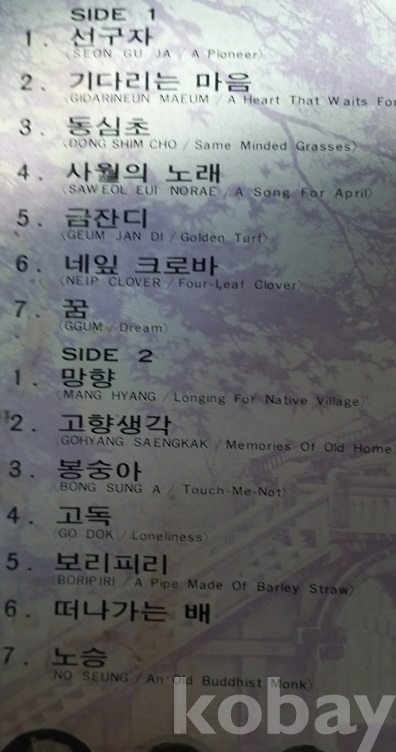 SIDE 1
1. 선구자
〈SEON GU JA / A Pioneer〉
2. 기다리는 마음
〈GIDARINEUN MAEUM / A Heart That Waits For
3. 동심초
〈DONG SHIM CHO / Same Minded Grasses〉
4. 사월의 노래
〈SAWEOL EUI NORAE / A Song For April〉
5. 금잔디
〈GEUM JAN DI / Golden Turf〉
6. 네잎 크로바
〈NEIP CLOVER / Four-Leaf Clover〉
7. 꿈
〈GGUM / Dream〉
SIDE 2
1. 망향
〈MANG HYANG / Longing For Native Village〉
2. 고향생각
〈GOHYANG SAENGKAK / Memories Of Old Home〉
3. 봉숭아
〈BONG SUNG A / Touch-Me-Not〉
4. 고독
〈GO DOK / Loneliness〉
5. 보리피리
〈BORIPIRI / A Pipe Made Of Barley Straw〉
6. 떠나가는 배
7. 노승
〈NO SEUNG / An Old Buddhist Monk〉
kobay